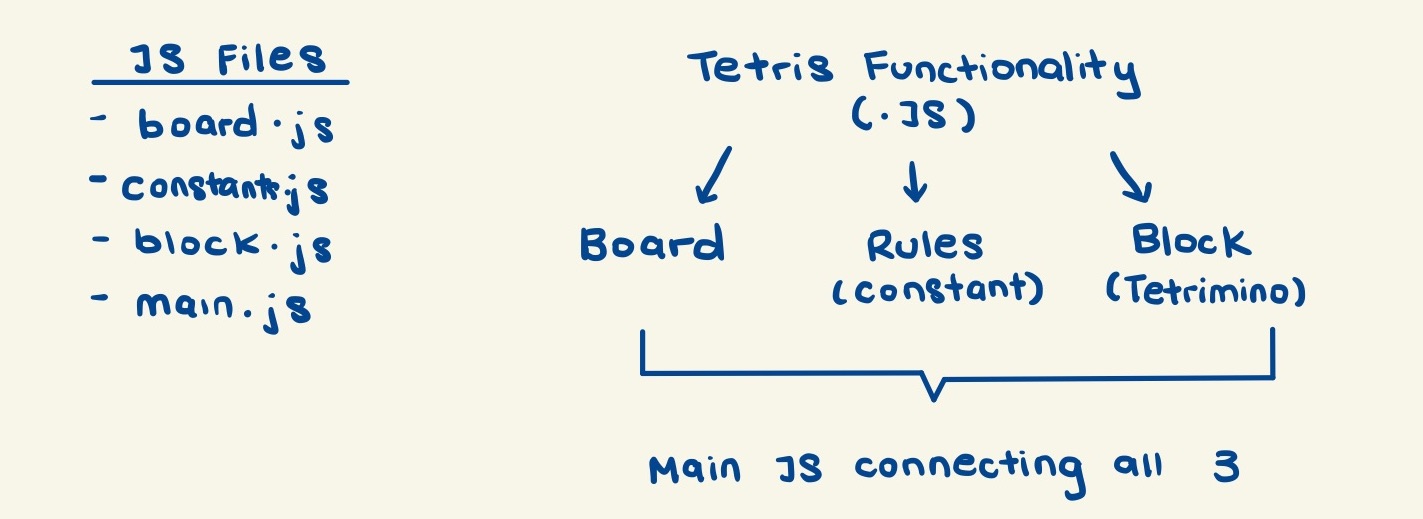 JS Files
- board.js
- constants.js
- block.js
- main.js
Tetris Functionality
(.JS)
Board
Rules
(constant)
Block
(Tetrimino)
Main JS connecting all 3